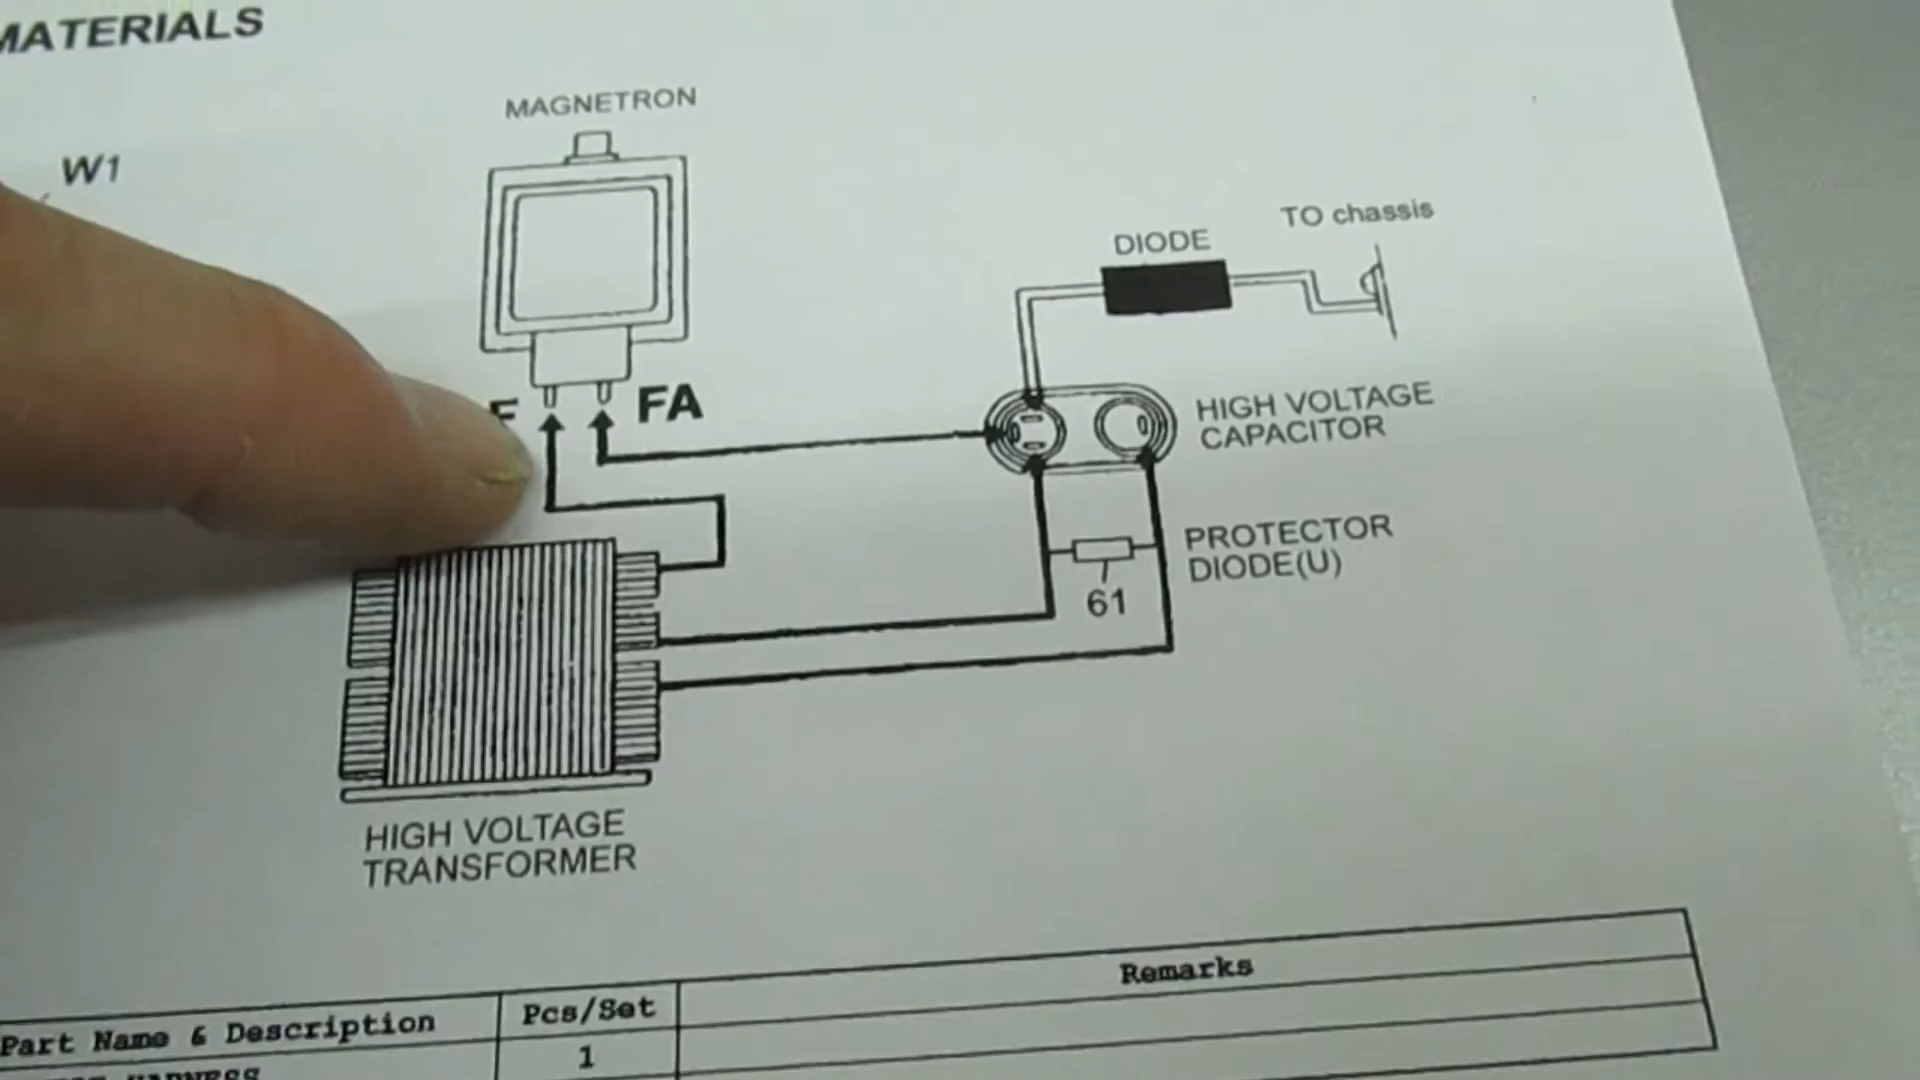 MATERIALS
MAGNETRON
W1
TO chassis
DIODE
F
FA
HIGH VOLTAGE
CAPACITOR
PROTECTOR
DIODE(U)
61
HIGH VOLTAGE
TRANSFORMER
Remarks
Part Name & Description
Pcs/Set
1
HARNESS